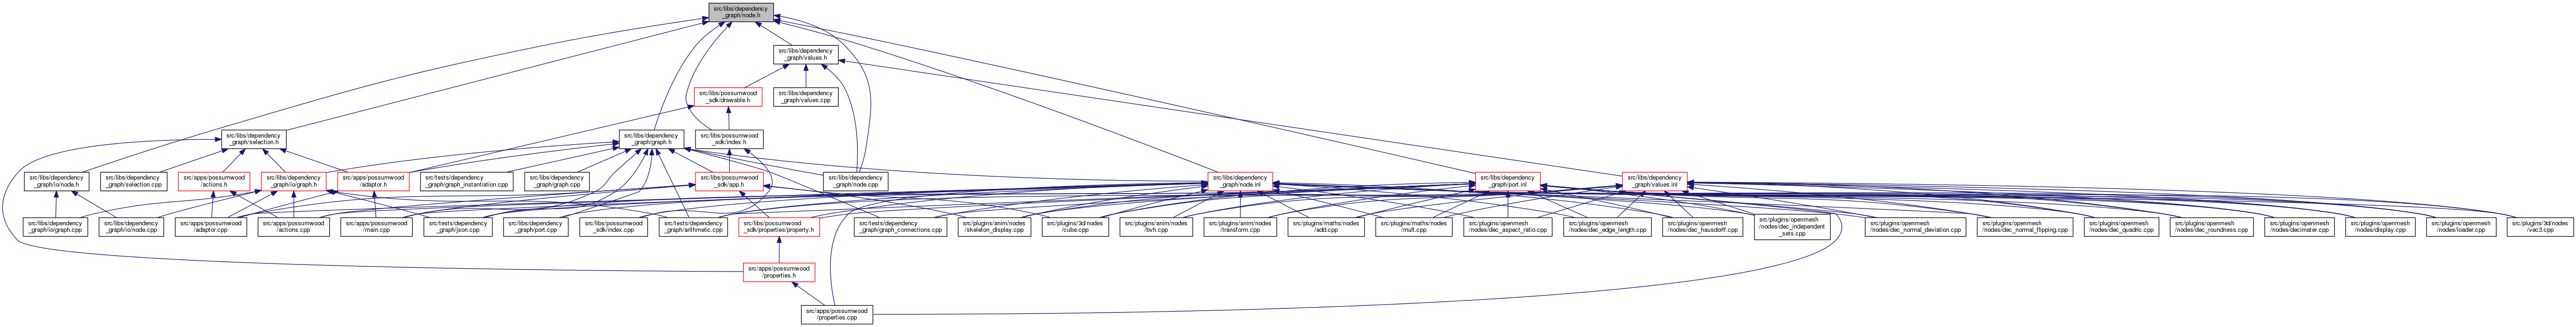 src/libs/dependency
_graph/node.h
src/libs/dependency
_graph/values.h
src/libs/possumwood
_sdk/drawable.h
src/libs/dependency
_graph/values.cpp
src/libs/dependency
_graph/selection.h
src/libs/dependency
_graph/graph.h
src/libs/possumwood
_sdk/index.h
src/libs/dependency
_graph/io/node.h
src/libs/dependency
_graph/selection.cpp
src/apps/possumwood
/actions.h
src/libs/dependency
_graph/io/graph.h
src/apps/possumwood
/adaptor.h
src/tests/dependency
_graph/graph_instantiation.cpp
src/libs/dependency
_graph/graph.cpp
src/libs/possumwood
_sdk/app.h
src/libs/dependency
_graph/node.cpp
src/libs/dependency
_graph/node.inl
src/libs/dependency
_graph/port.inl
src/libs/dependency
_graph/values.inl
src/libs/dependency
_graph/io/graph.cpp
src/libs/dependency
_graph/io/node.cpp
src/apps/possumwood
/adaptor.cpp
src/apps/possumwood
/actions.cpp
src/apps/possumwood
/main.cpp
src/tests/dependency
_graph/json.cpp
src/libs/dependency
_graph/port.cpp
src/libs/possumwood
_sdk/index.cpp
src/tests/dependency
_graph/arithmetic.cpp
src/libs/possumwood
_sdk/properties/property.h
src/tests/dependency
_graph/graph_connections.cpp
src/plugins/anim/nodes
/skeleton_display.cpp
src/plugins/3d/nodes
/cube.cpp
src/plugins/anim/nodes
/bvh.cpp
src/plugins/anim/nodes
/transform.cpp
src/plugins/maths/nodes
/add.cpp
src/plugins/maths/nodes
/mult.cpp
src/plugins/openmesh
/nodes/dec_aspect_ratio.cpp
src/plugins/openmesh
/nodes/dec_edge_length.cpp
src/plugins/openmesh
/nodes/dec_hausdorff.cpp
src/plugins/openmesh
/nodes/dec_independent
_sets.cpp
src/plugins/openmesh
/nodes/dec_normal_deviation.cpp
src/plugins/openmesh
/nodes/dec_normal_flipping.cpp
src/plugins/openmesh
/nodes/dec_quadric.cpp
src/plugins/openmesh
/nodes/dec_roundness.cpp
src/plugins/openmesh
/nodes/decimater.cpp
src/plugins/openmesh
/nodes/display.cpp
src/plugins/openmesh
/nodes/loader.cpp
src/plugins/3d/nodes
/vec3.cpp
src/apps/possumwood
/properties.h
src/apps/possumwood
/properties.cpp